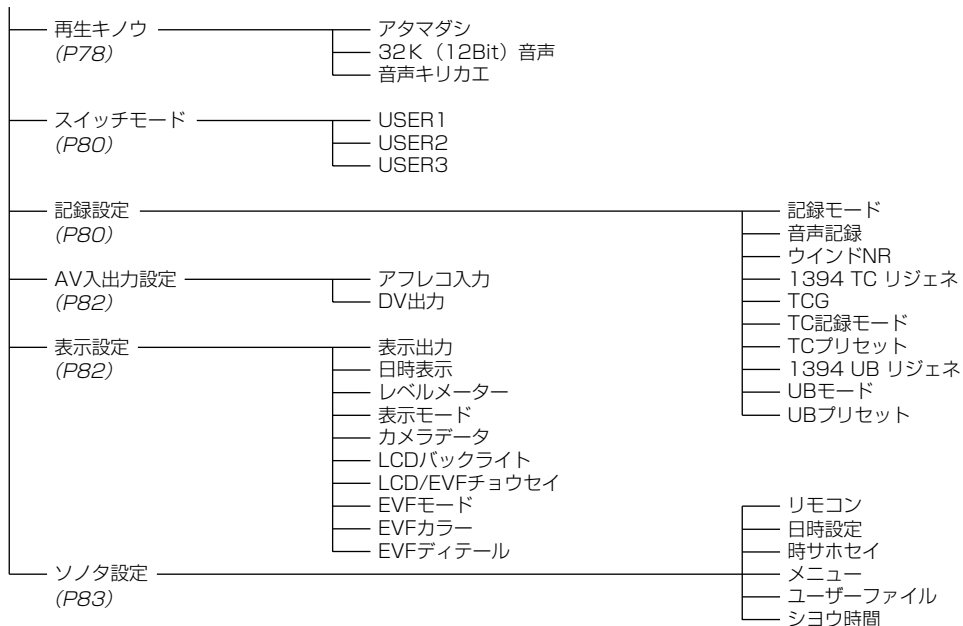 再生キノウ
(P78)
アタマダシ
32K（12Bit）音声
音声キリカエ
スイッチモード
(P80)
USER1
USER2
USER3
記録設定
(P80)
記録モード
音声記録
ウインドNR
1394 TC リジェネ
TCG
TC記録モード
TCプリセット
1394 UB リジェネ
UBモード
UBプリセット
AV入出力設定
(P82)
アフレコ入力
DV出力
表示設定
(P82)
表示出力
日時表示
レベルメーター
表示モード
カメラデータ
LCDバックライト
LCD/EVFチョウセイ
EVFモード
EVFカラー
EVFディテール
ソノタ設定
(P83)
リモコン
日時設定
時サホセイ
メニュー
ユーザーファイル
シヨウ時間